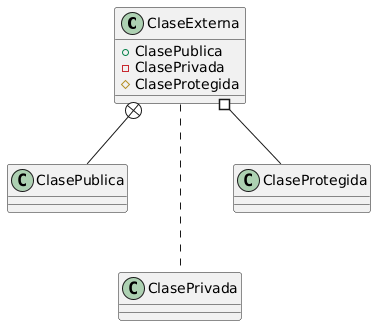 C ClaseExterna
ClasePublica
ClasePrivada
ClaseProtegida
C ClasePublica
C ClaseProtegida
C ClasePrivada